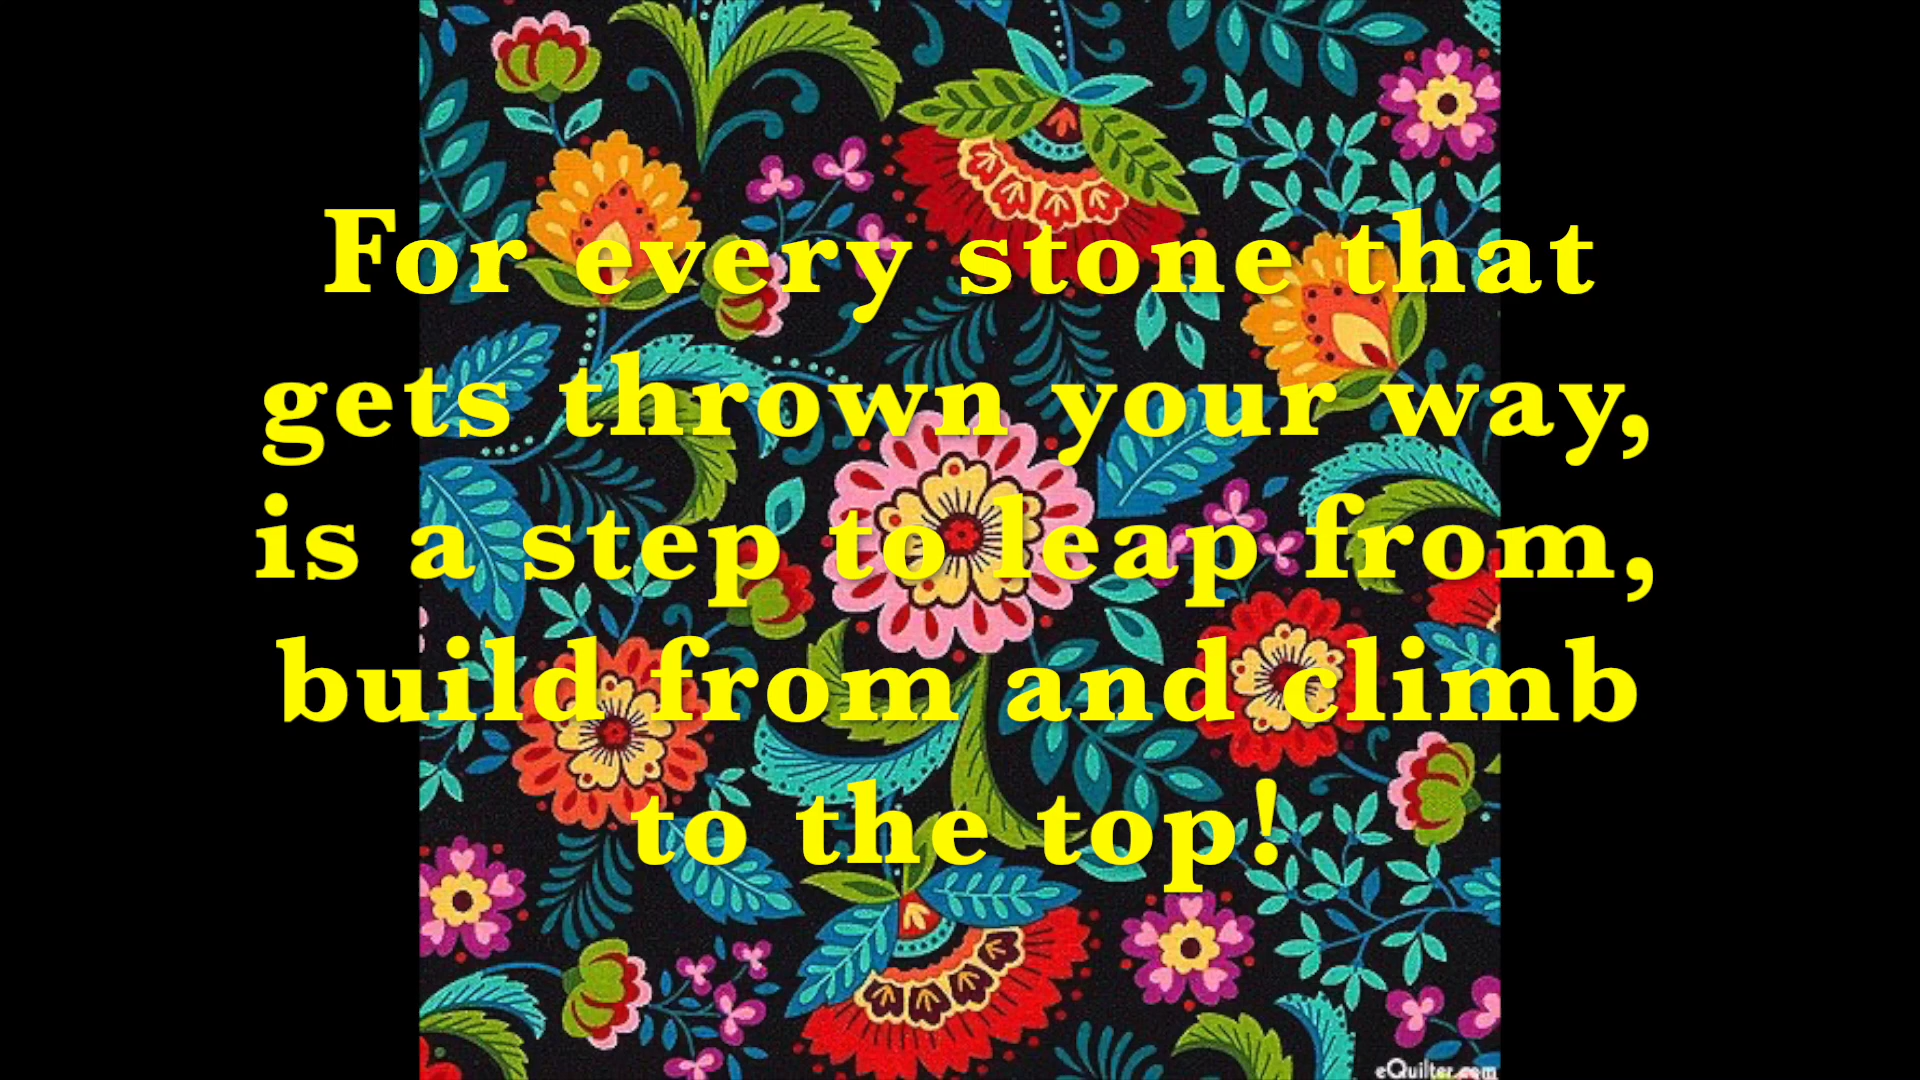 For every stone that
gets thrown your way,
is a step to leap from,
build from and climb
to the top!
eQuilter.com